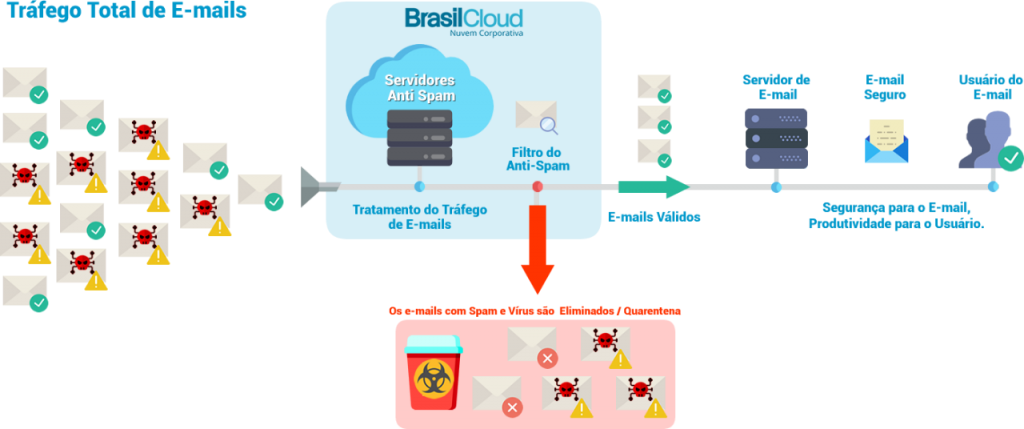 Tráfego Total de E-mails
BrasilCloud
Nuvem Corporativa
Servidores
Anti Spam
Filtro do
Anti-Spam
Tratamento do Tráfego
de E-mails
E-mails Válidos
Servidor de
E-mail
E-mail
Seguro
Usuário do
E-mail
Segurança para o E-mail,
Produtividade para o Usuário.
Os e-mails com Spam e Vírus são Eliminados / Quarentena